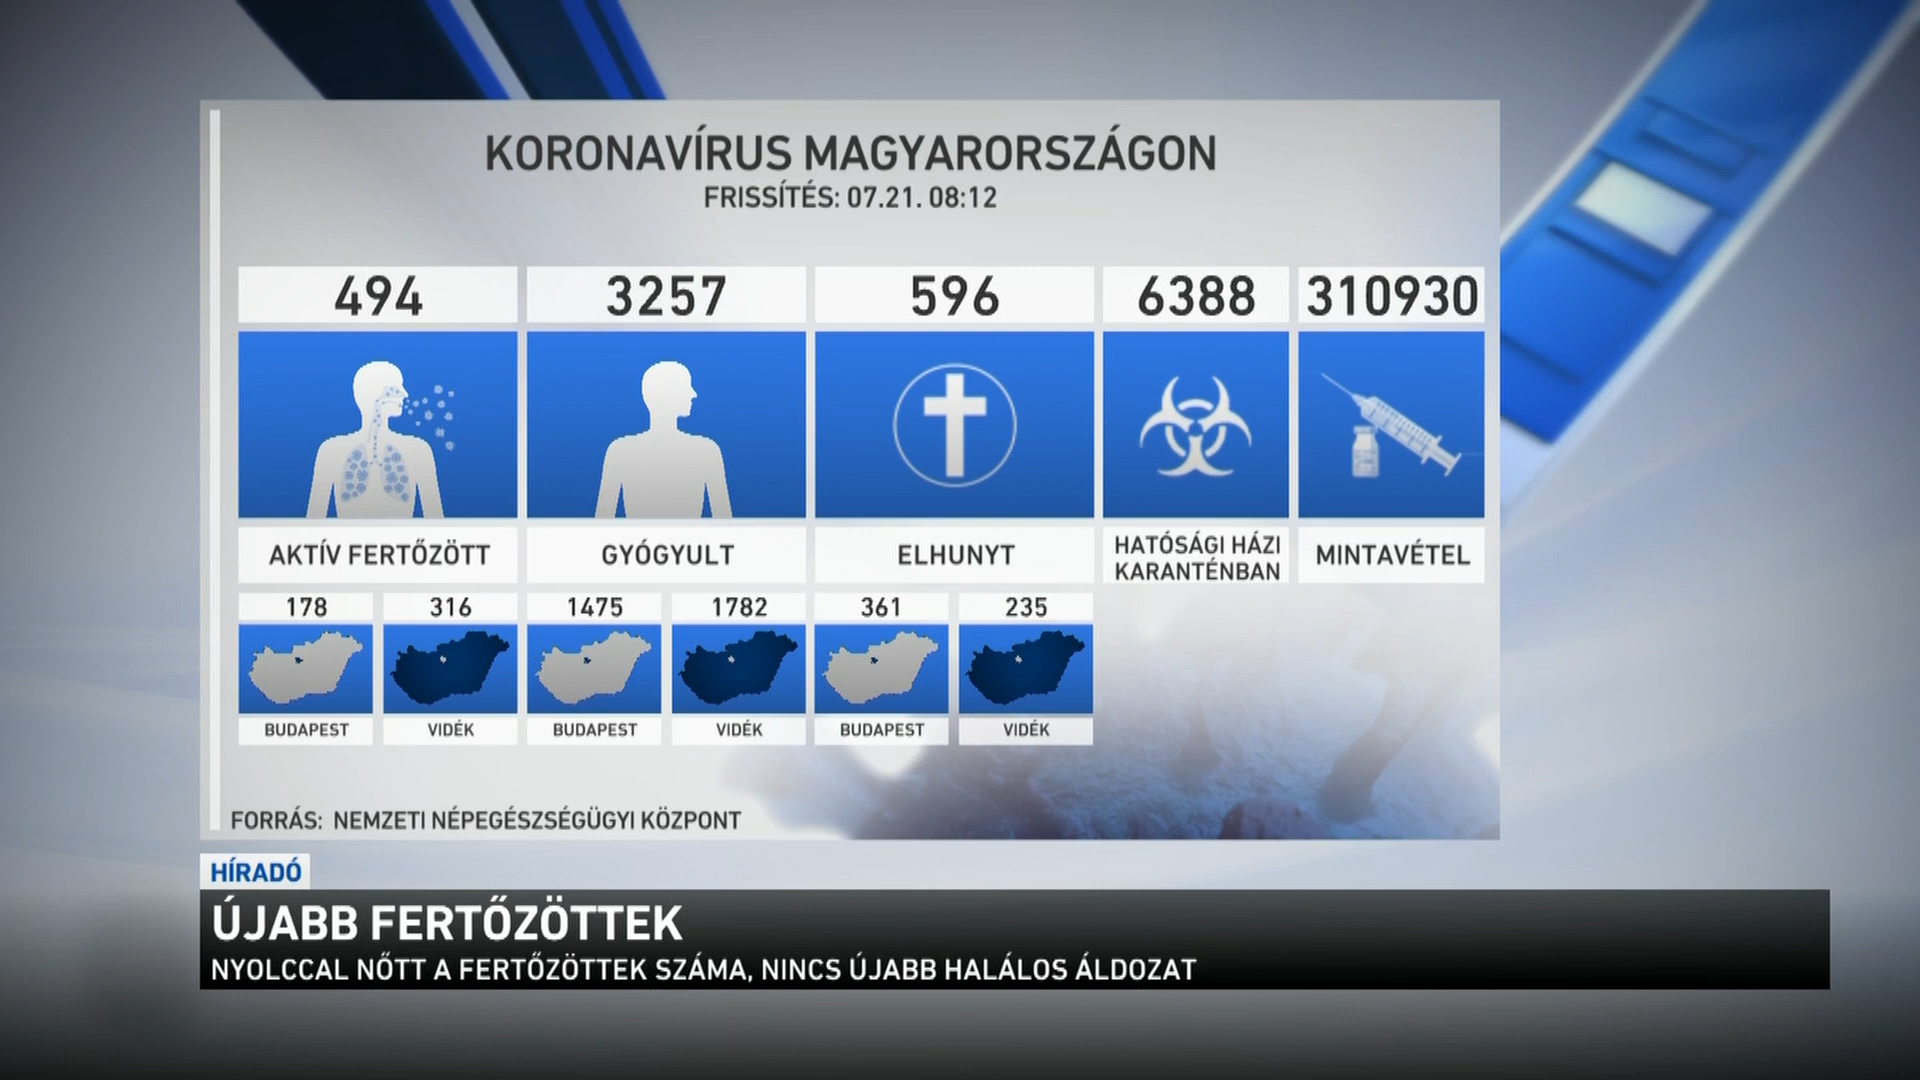 KORONAVÍRUS MAGYARORSZÁGON
FRISSÍTÉS: 07.21. 08:12
494
3257
596
6388
310930
AKTÍV FERTŐZÖTT
GYÓGYULT
ELHUNYT
HATÓSÁGI HÁZI
KARANTÉNBAN
MINTAVÉTEL
178
316
1475
1782
361
235
BUDAPEST
VIDÉK
BUDAPEST
VIDÉK
BUDAPEST
VIDÉK
FORRÁS: NEMZETI NÉPEGÉSZSÉGÜGYI KÖZPONT
HÍRADÓ
ÚJABB FERTŐZÖTTEK
NYOLCCAL NŐTT A FERTŐZÖTTEK SZÁMA, NINCS ÚJABB HALÁLOS ÁLDOZAT